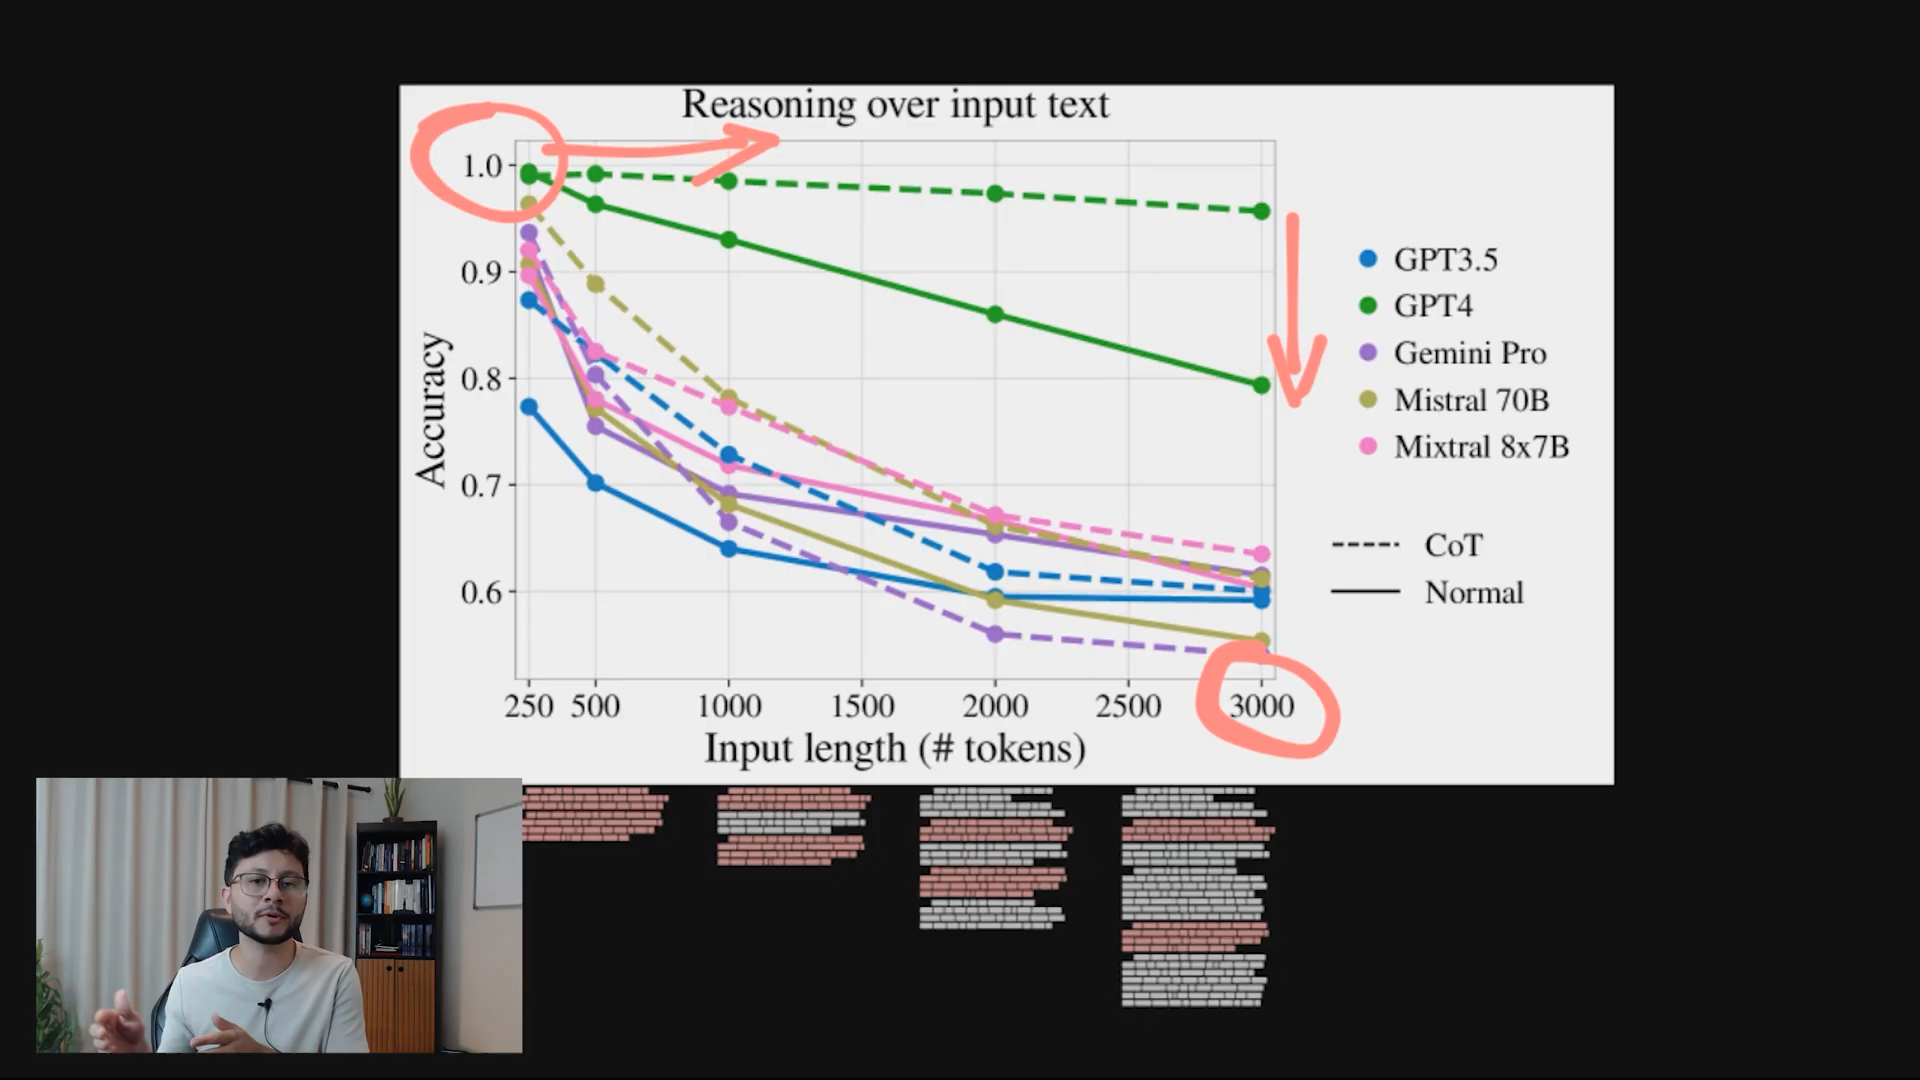 Reasoning over input text
1.0
0.9
0.8
0.7
0.6
Accuracy
250 500 1000 1500 2000 2500 3000
Input length (# tokens)
GPT3.5
GPT4
Gemini Pro
Mistral 70B
Mixtral 8x7B
CoT
Normal